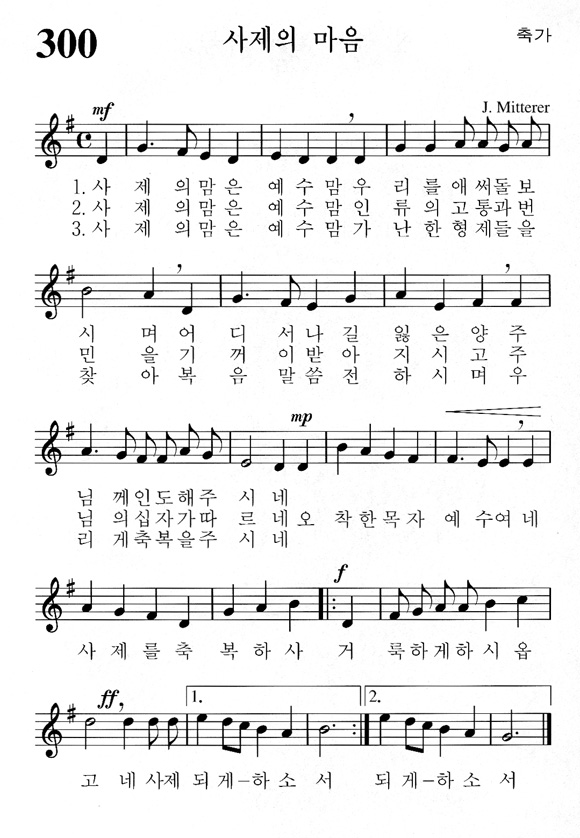 300 사제의 마음 축가
mf J. Mitterer
1. 사 제 의맘은 예수맘우 리를애써돌보
2. 사 제 의맘은 예수맘인 류의고통과번
3. 사 제 의맘은 예수맘가 난한형제들을
시 며어 디 서나길 잃은양주
민 을기 꺼 이받아 지시고주
찾 아복 음 말씀전 하시며우
mp
님 께인도해주 시네
님 의십자가따 르네오 착한목자 예수여네
리 게축복을주 시네
f
사제를축 복하사 거 룩하게하시옵
ff 1. 2.
고 네사제 되게-하소서 되게-하소서